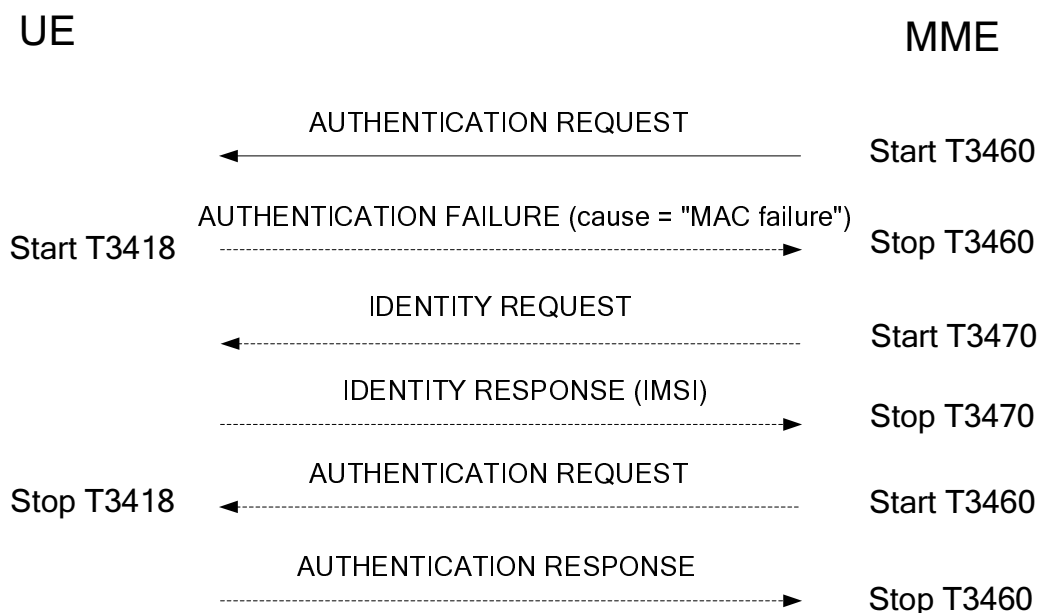 UE
MME
AUTHENTICATION REQUEST
Start T3460
AUTHENTICATION FAILURE (cause = "MAC failure")
Start T3418
Stop T3460
IDENTITY REQUEST
Start T3470
IDENTITY RESPONSE (IMSI)
Stop T3470
AUTHENTICATION REQUEST
Stop T3418
Start T3460
AUTHENTICATION RESPONSE
Stop T3460